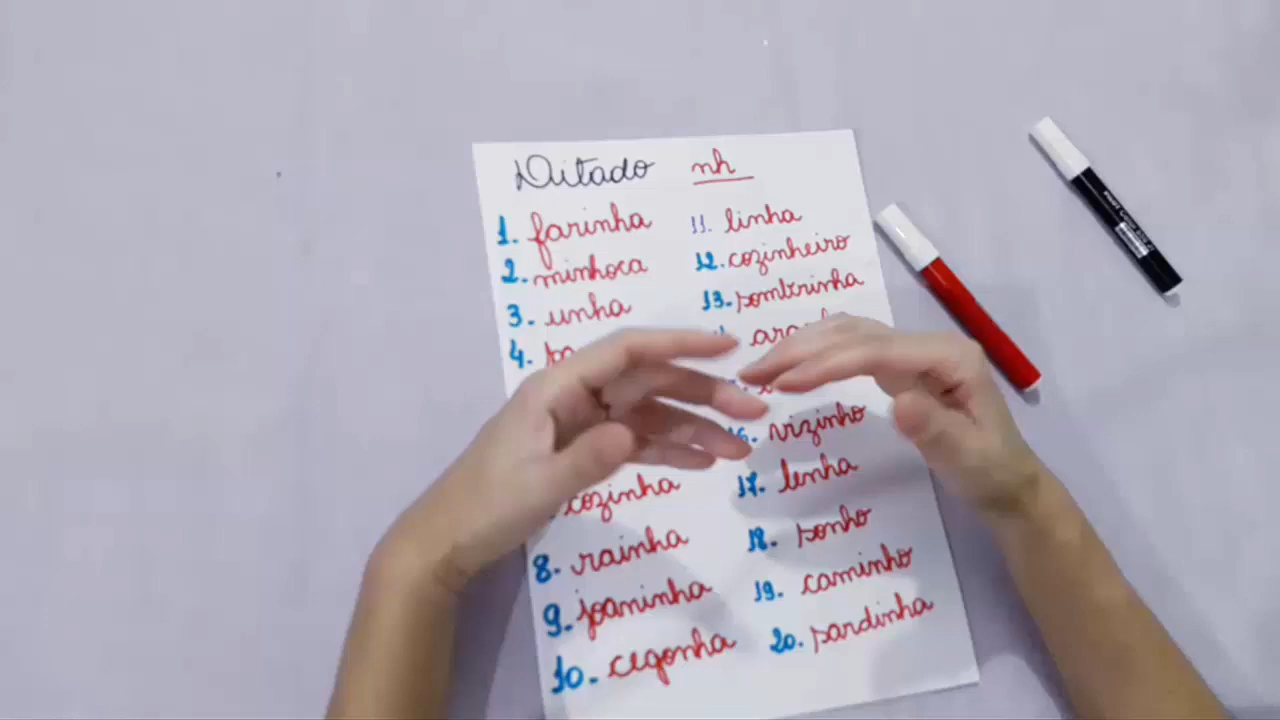 Ditado nh
1. farinha
2. minhoca
3. unha
4.
cozinha
8. rainha
9. joaninha
10. cegonha
11. linha
12. cozinheiro
13. sombrinha
16. vizinho
17. lenha
18. sonho
19. caminho
20. sardinha